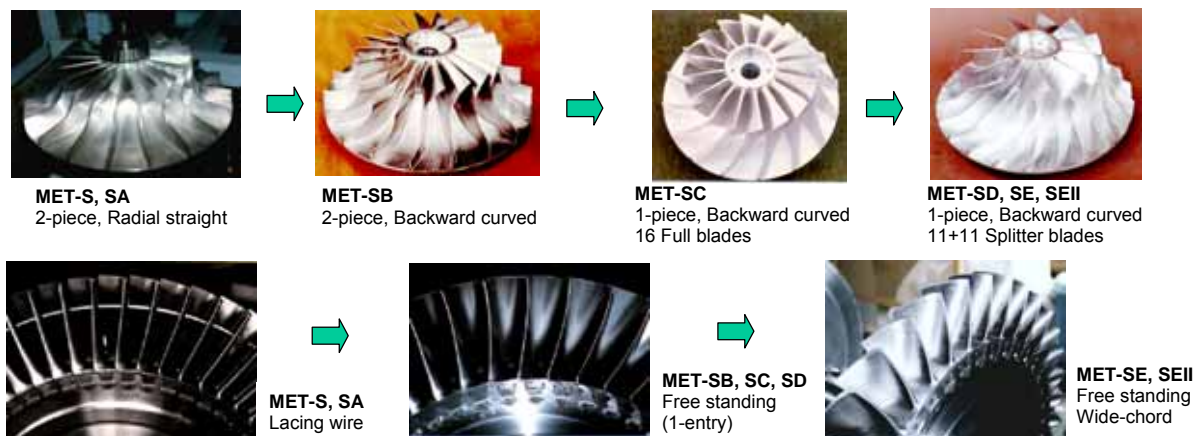 MET-S, SA
2-piece, Radial straight
MET-SB
2-piece, Backward curved
MET-SC
1-piece, Backward curved
16 Full blades
MET-SD, SE, SEII
1-piece, Backward curved
11+11 Splitter blades
MET-S, SA
Lacing wire
MET-SB, SC, SD
Free standing
(1-entry)
MET-SE, SEII
Free standing
Wide-chord